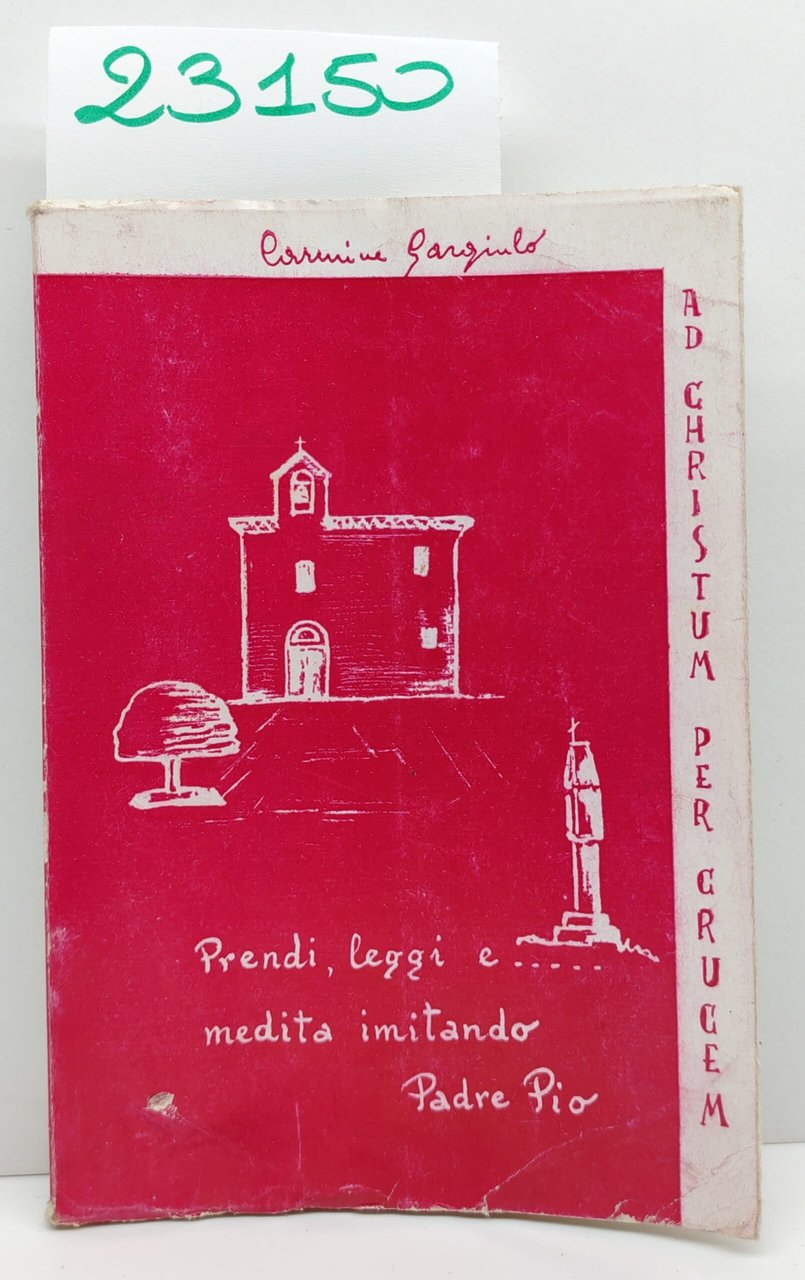 23150
Carmine Gargiulo
AD CHRISTUM PER CRUCEM
Prendi, leggi e.....
medita imitando
Padre Pio